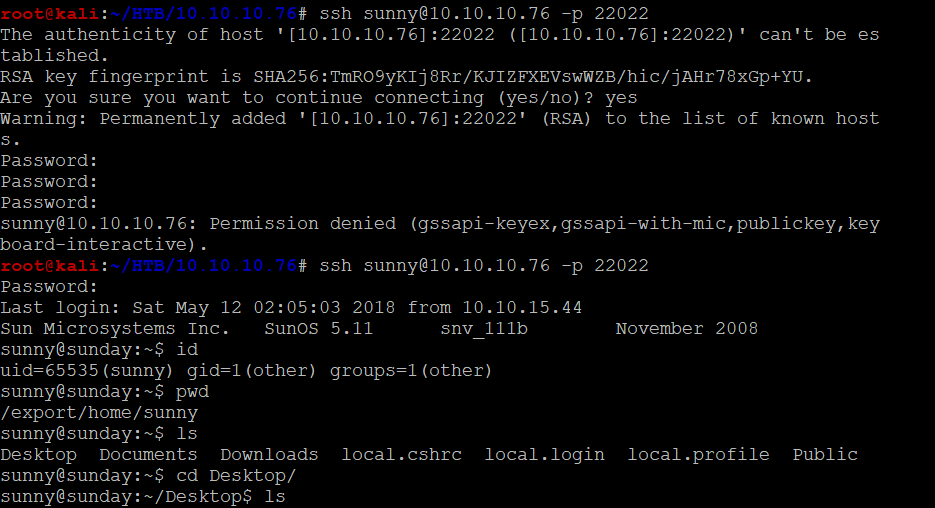 root@kali:~/HTB/10.10.10.76# ssh sunny@10.10.10.76 -p 22022
The authenticity of host '[10.10.10.76]:22022 ([10.10.10.76]:22022)' can't be es
tablished.
RSA key fingerprint is SHA256:TmRO9yKIj8Rr/KJIZFXEVswWZB/hic/jAHr78xGp+YU.
Are you sure you want to continue connecting (yes/no)? yes
Warning: Permanently added '[10.10.10.76]:22022' (RSA) to the list of known host
s.
Password:
Password:
Password:
sunny@10.10.10.76: Permission denied (gssapi-keyex,gssapi-with-mic,publickey,key
board-interactive).
root@kali:~/HTB/10.10.10.76# ssh sunny@10.10.10.76 -p 22022
Password:
Last login: Sat May 12 02:05:03 2018 from 10.10.15.44
Sun Microsystems Inc.   SunOS 5.11      snv_111b        November 2008
sunny@sunday:~$ id
uid=65535(sunny) gid=1(other) groups=1(other)
sunny@sunday:~$ pwd
/export/home/sunny
sunny@sunday:~$ ls
Desktop  Documents  Downloads  local.cshrc  local.login  local.profile  Public
sunny@sunday:~$ cd Desktop/
sunny@sunday:~/Desktop$ ls